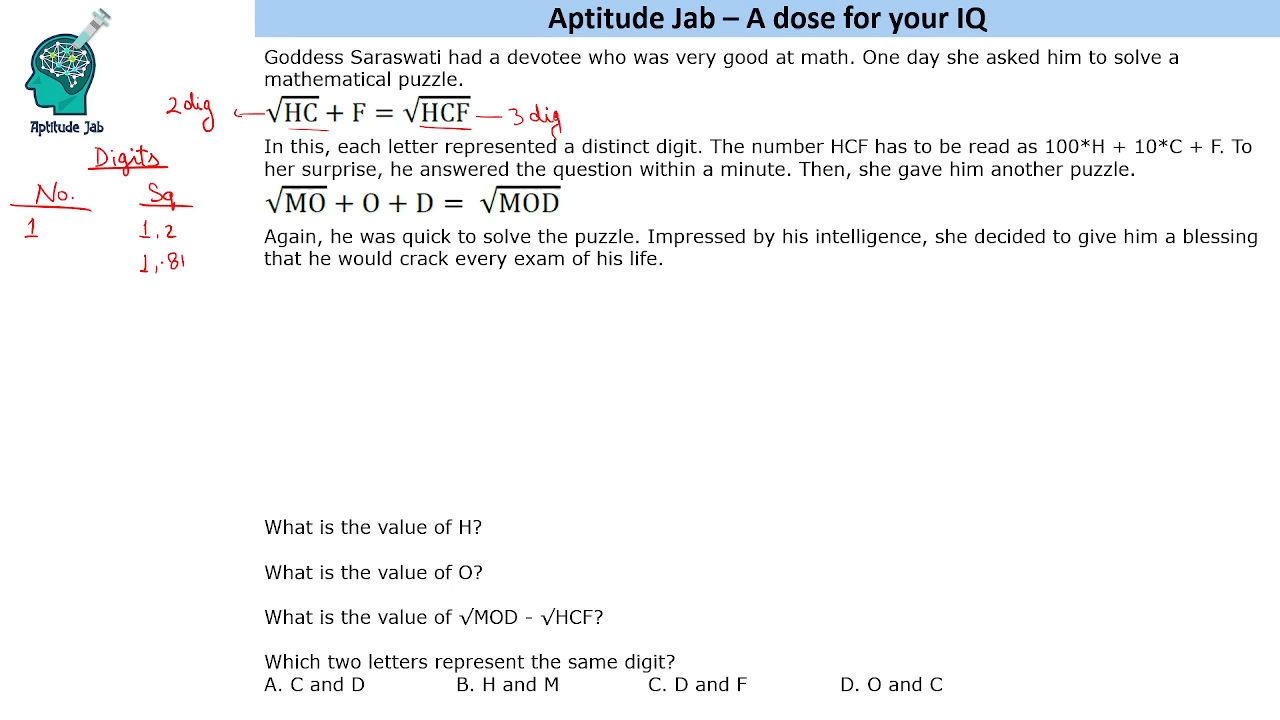 Aptitude Jab – A dose for your IQ
Aptitude Jab
Goddess Saraswati had a devotee who was very good at math. One day she asked him to solve a
mathematical puzzle.
2 dig ← √HC + F = √HCF — 3 dig
In this, each letter represented a distinct digit. The number HCF has to be read as 100*H + 10*C + F. To
her surprise, he answered the question within a minute. Then, she gave him another puzzle.
√MO + O + D = √MOD
Again, he was quick to solve the puzzle. Impressed by his intelligence, she decided to give him a blessing
that he would crack every exam of his life.
Digits
No. Sq
1 1, 2
1, .81
What is the value of H?
What is the value of O?
What is the value of √MOD - √HCF?
Which two letters represent the same digit?
A. C and D B. H and M C. D and F D. O and C